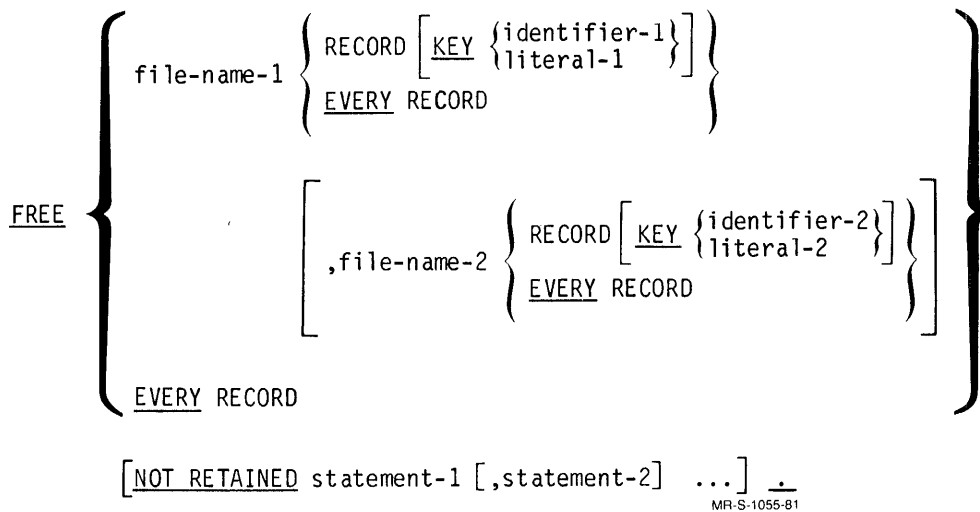 RECORD [KEY {identifier-1
file-name-1 literal-1}]
EVERY RECORD
FREE
RECORD [KEY {identifier-2
,file-name-2 literal-2}]
EVERY RECORD
EVERY RECORD
[NOT RETAINED statement-1 [,statement-2] ...] .
MR-S-1055-81